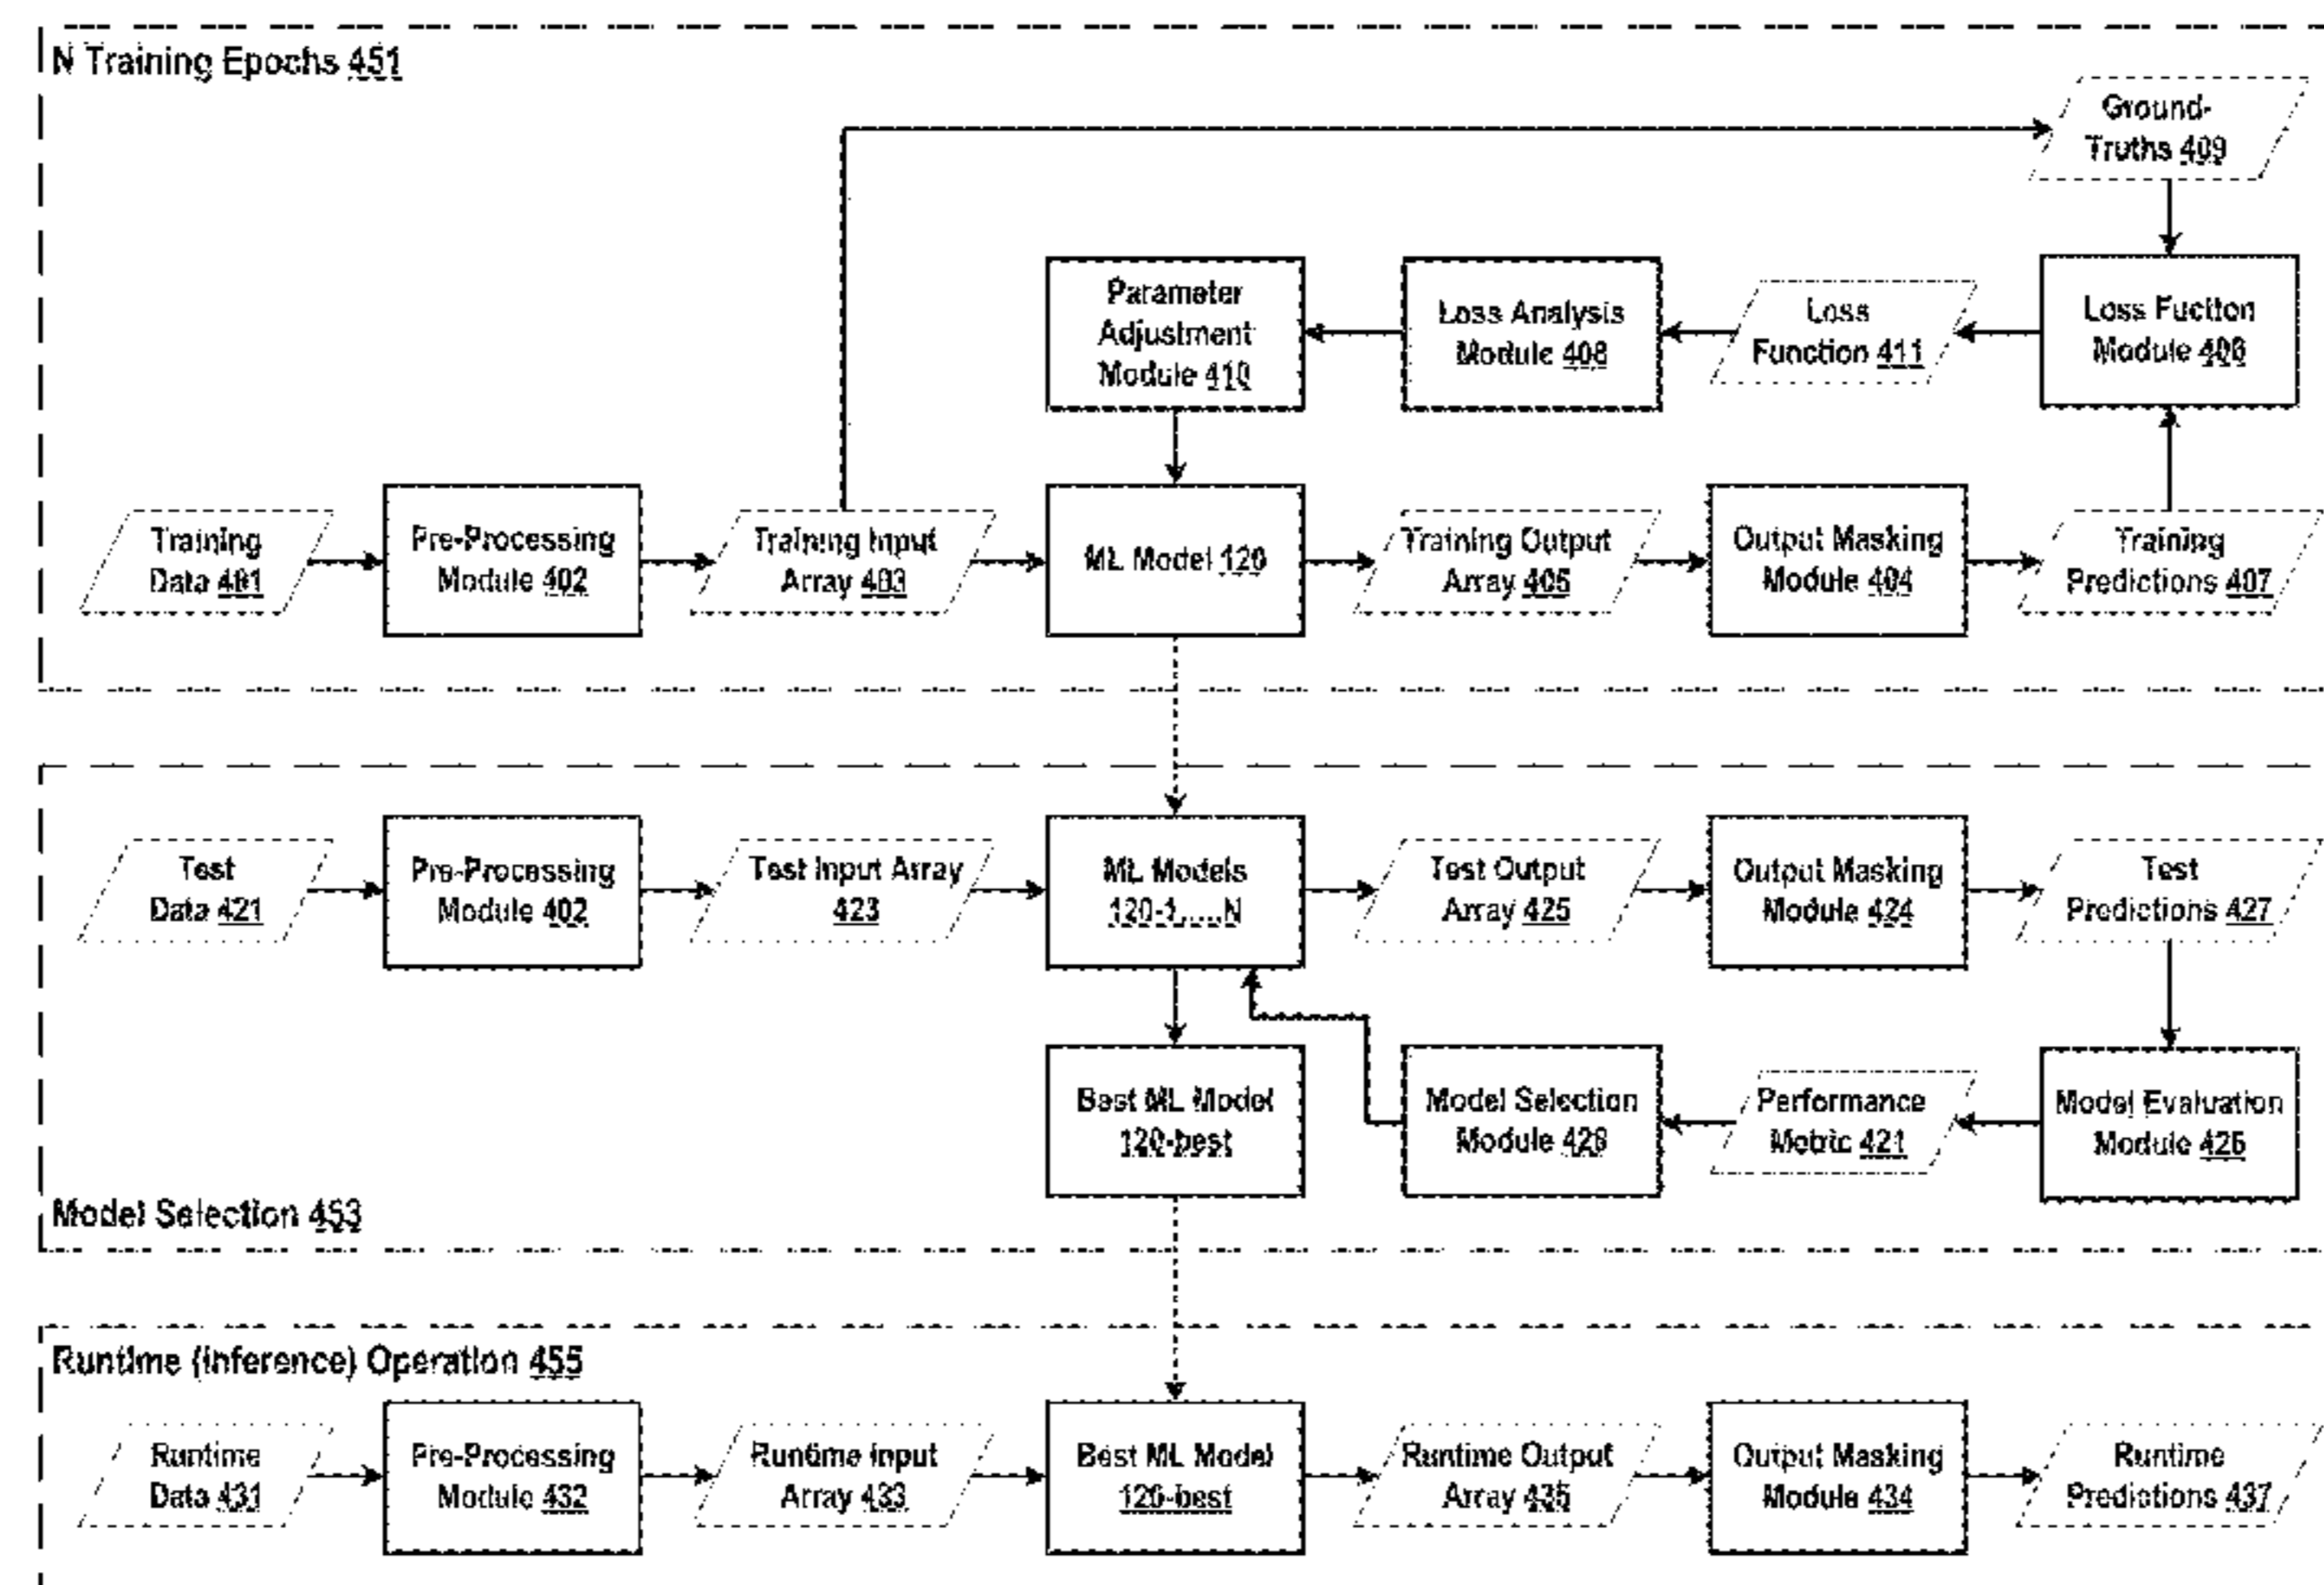 N Training Epochs 451
Ground-
Truths 409
Parameter
Adjustment
Module 410
Loss Analysis
Module 408
Loss
Function 411
Loss Fuction
Module 406
Training
Data 401
Pre-Processing
Module 402
Training Input
Array 403
ML Model 120
Training Output
Array 405
Output Masking
Module 404
Training
Predictions 407
Test
Data 421
Pre-Processing
Module 402
Test Input Array
423
ML Models
120-1,...,N
Test Output
Array 425
Output Masking
Module 424
Test
Predictions 427
Best ML Model
120-best
Model Selection
Module 428
Performance
Metric 421
Model Evaluation
Module 426
Model Selection 453
Runtime (inference) Operation 455
Runtime
Data 431
Pre-Processing
Module 432
Runtime Input
Array 433
Best ML Model
120-best
Runtime Output
Array 435
Output Masking
Module 434
Runtime
Predictions 437